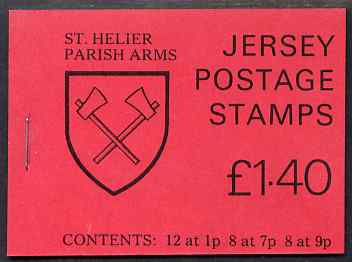 ST. HELIER
PARISH ARMS
JERSEY
POSTAGE
STAMPS
£1·40
CONTENTS: 12 at 1p 8 at 7p 8 at 9p